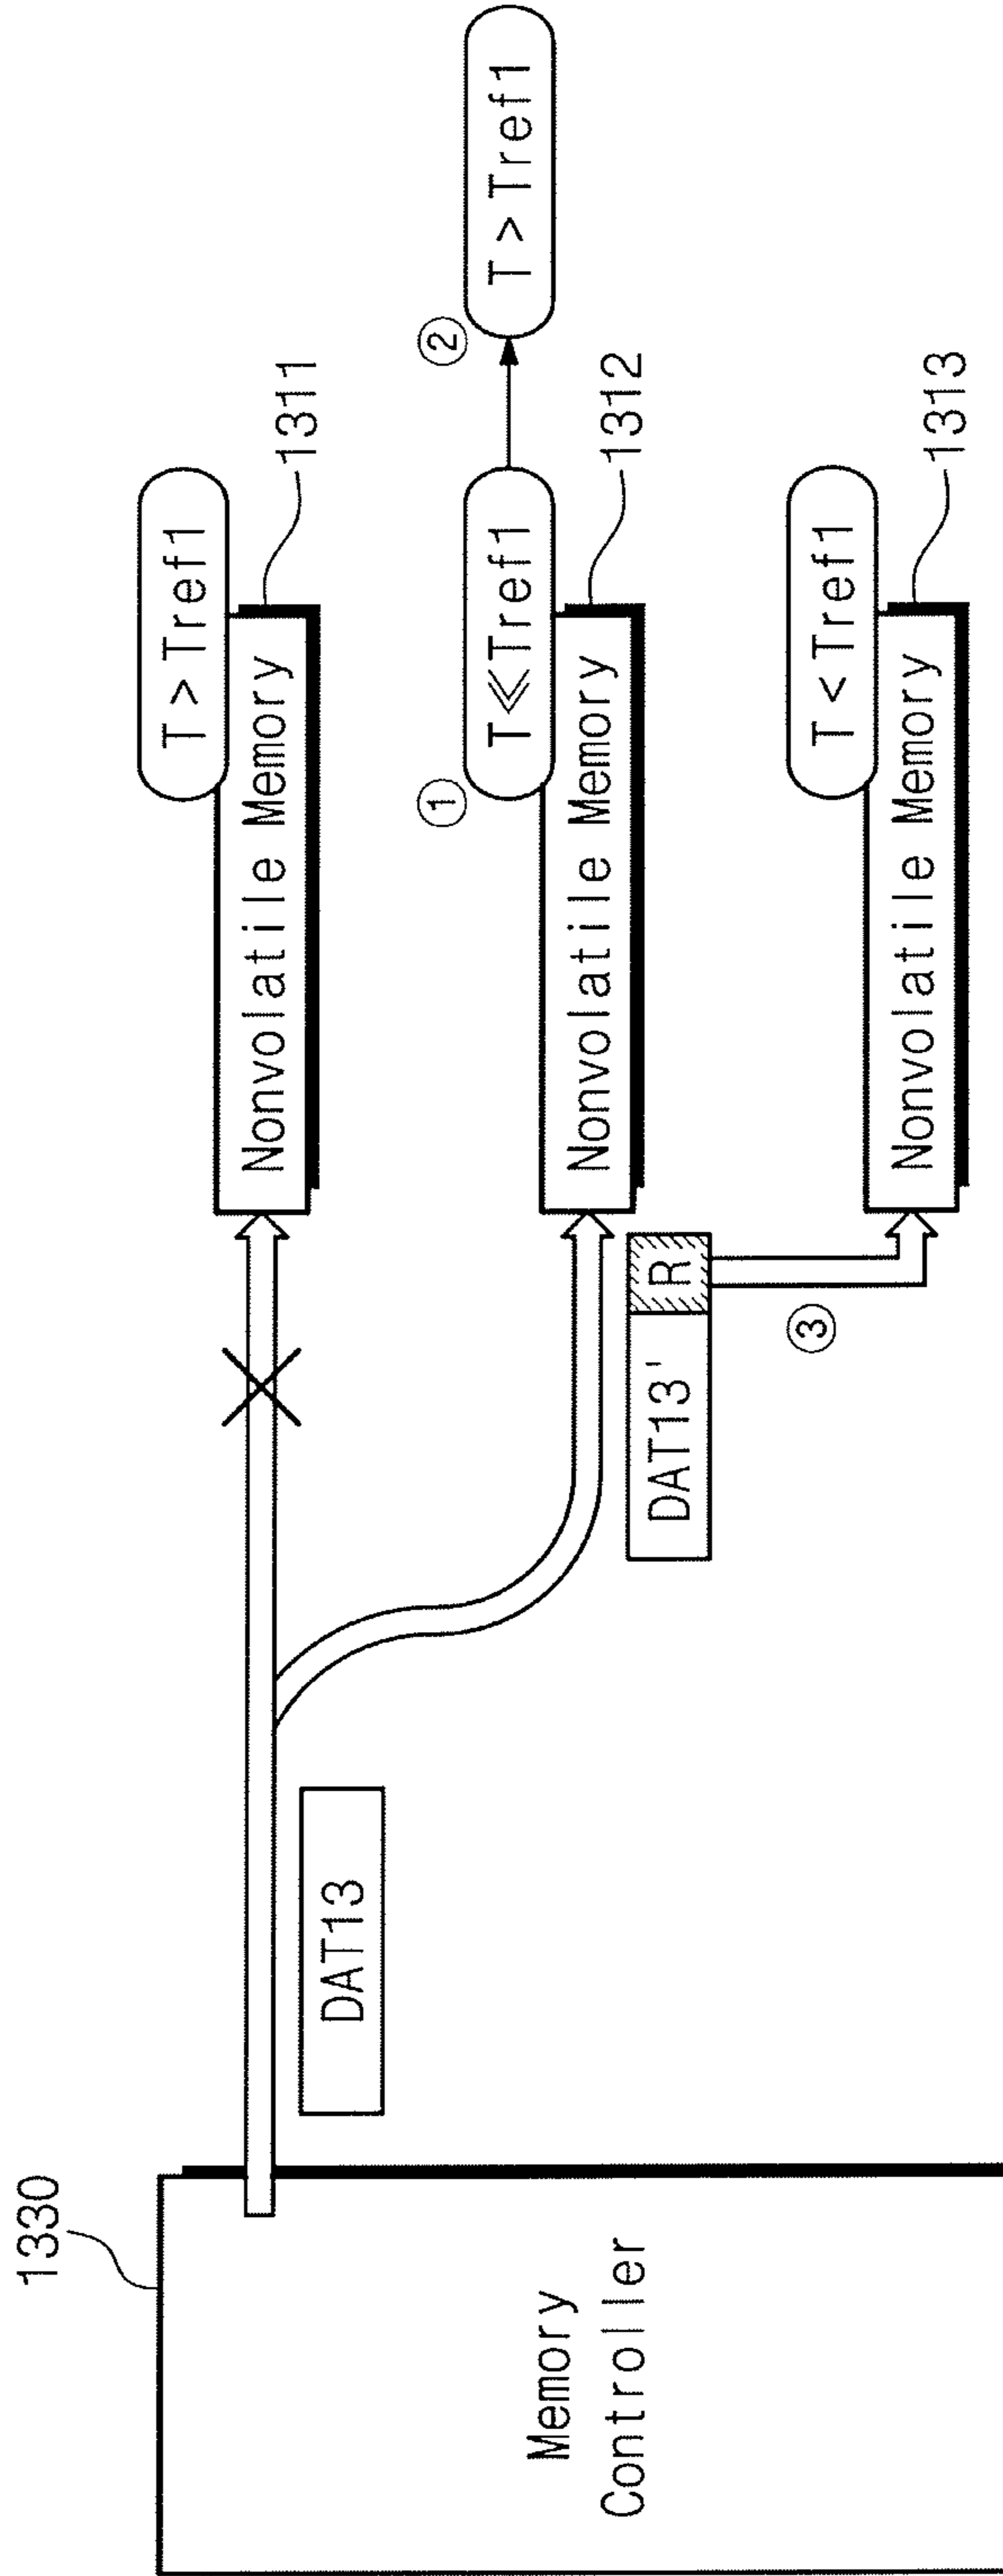 1330
Memory
Controller
DAT13
T > Tref1
Nonvolatile Memory
1311
①
T≪Tref1
②
T > Tref1
Nonvolatile Memory
1312
DAT13'
R
③
T < Tref1
Nonvolatile Memory
1313